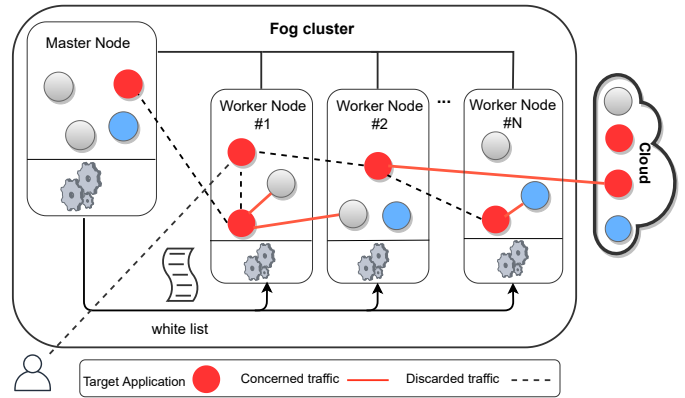 Fog cluster
Master Node
Worker Node
#1
Worker Node
#2
...
Worker Node
#N
Cloud
white list
Target Application
Concerned traffic
Discarded traffic